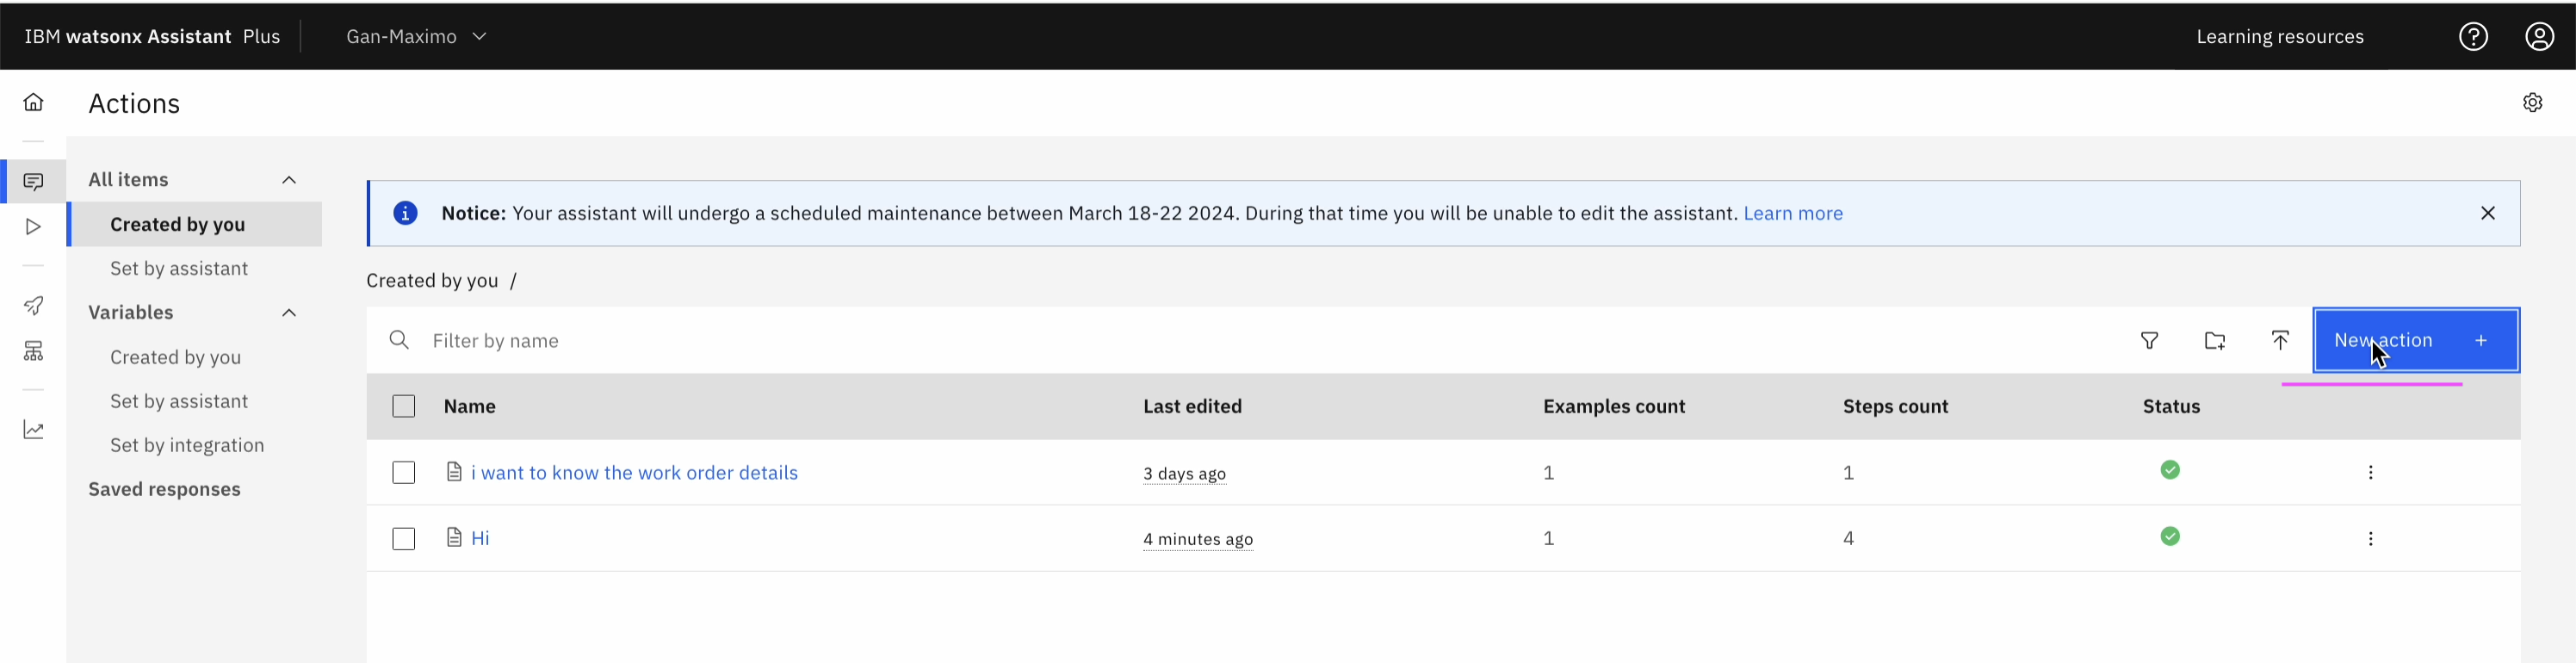 IBM watsonx Assistant Plus
Gan-Maximo
Learning resources
Actions
All items
Created by you
Set by assistant
Variables
Created by you
Set by assistant
Set by integration
Saved responses
Notice: Your assistant will undergo a scheduled maintenance between March 18-22 2024. During that time you will be unable to edit the assistant. Learn more
Created by you /
Filter by name
New action +
Name Last edited Examples count Steps count Status
i want to know the work order details 3 days ago 1 1
Hi 4 minutes ago 1 4